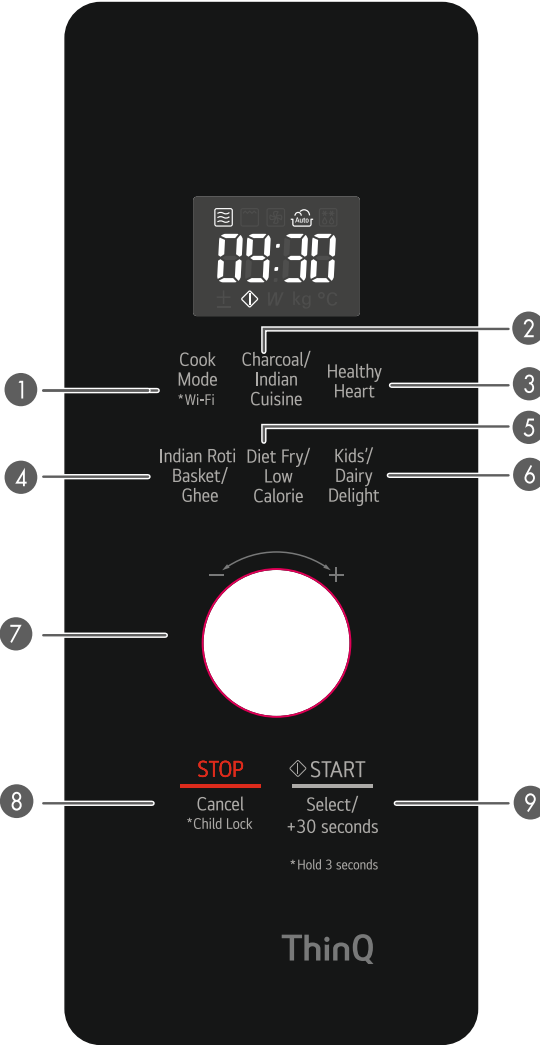 Auto
09:30
± W kg °C
2
Cook
Mode
*Wi-Fi
Charcoal/
Indian
Cuisine
Healthy
Heart
1
3
5
Indian Roti
Basket/
Ghee
Diet Fry/
Low
Calorie
Kids'/
Dairy
Delight
4
6
− +
7
STOP
START
Cancel
*Child Lock
Select/
+30 seconds
8
9
*Hold 3 seconds
ThinQ